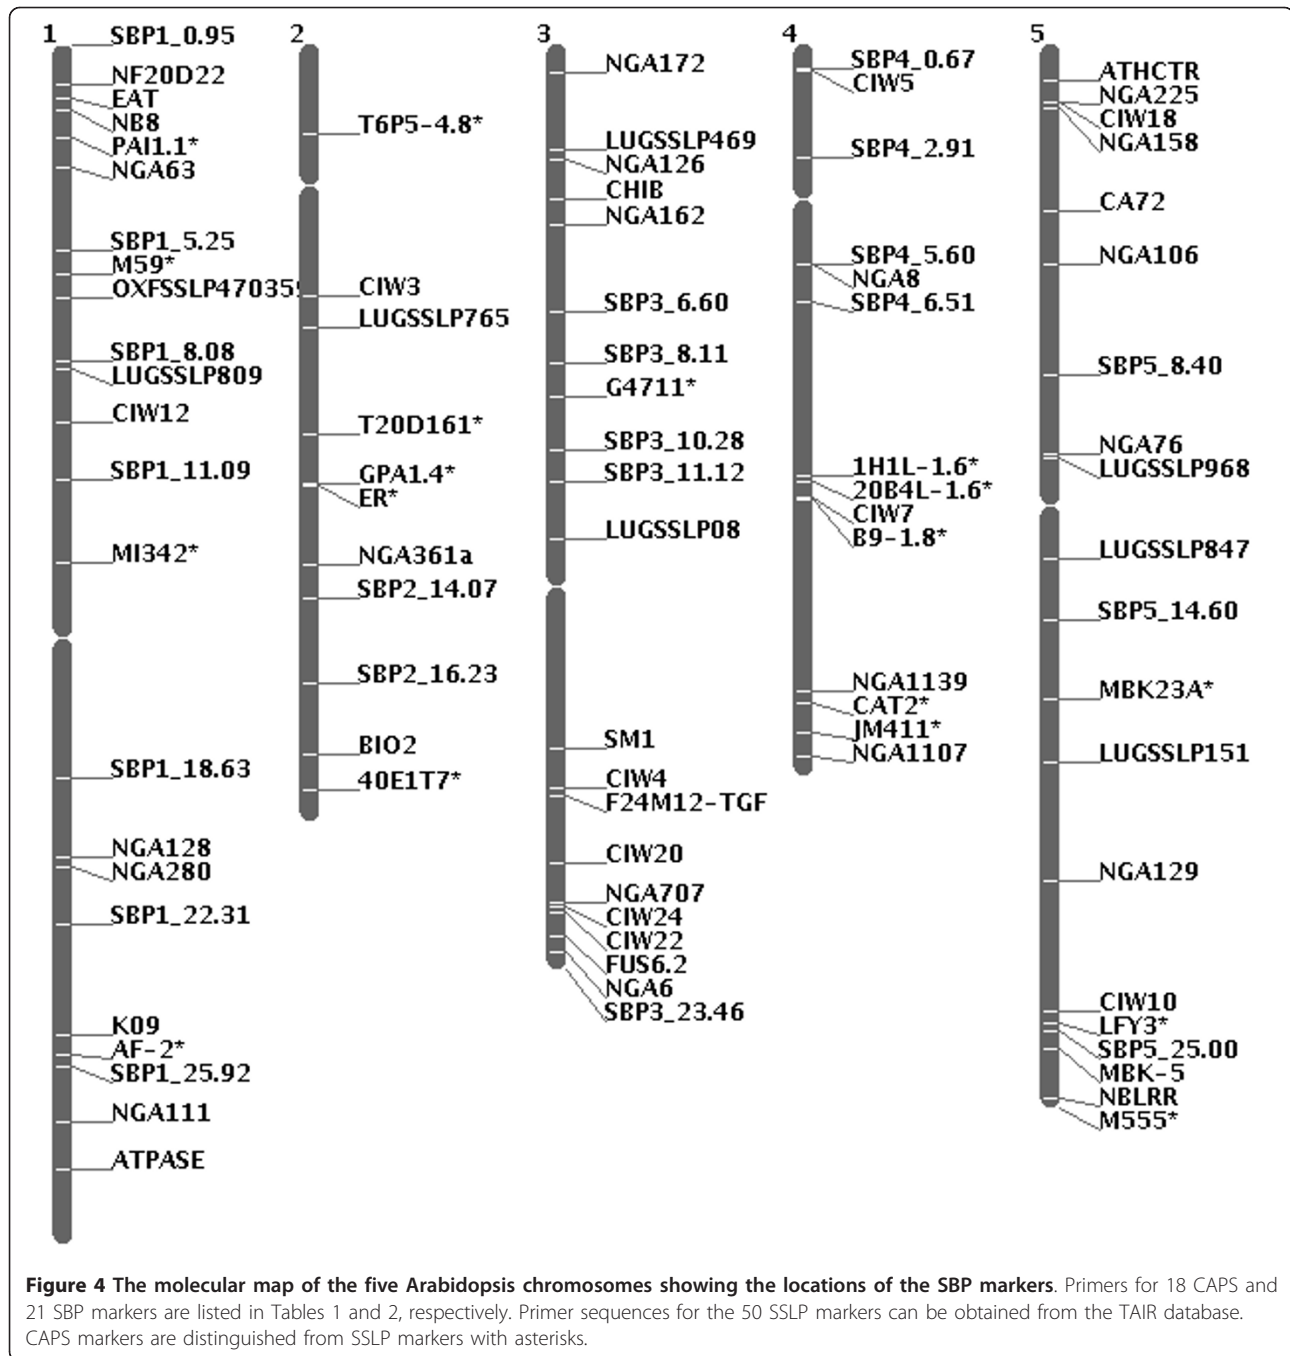 1
SBP1_0.95
NF20D22
EAT
NB8
PAI1.1*
NGA63
SBP1_5.25
M59*
OXFSSLP470359
SBP1_8.08
LUGSSLP809
CIW12
SBP1_11.09
MI342*
SBP1_18.63
NGA128
NGA280
SBP1_22.31
K09
AF-2*
SBP1_25.92
NGA111
ATPASE
2
T6P5-4.8*
CIW3
LUGSSLP765
T20D161*
GPA1.4*
ER*
NGA361a
SBP2_14.07
SBP2_16.23
BIO2
40E1T7*
3
NGA172
LUGSSLP469
NGA126
CHIB
NGA162
SBP3_6.60
SBP3_8.11
G4711*
SBP3_10.28
SBP3_11.12
LUGSSLP08
SM1
CIW4
F24M12-TGF
CIW20
NGA707
CIW24
CIW22
FUS6.2
NGA6
SBP3_23.46
4
SBP4_0.67
CIW5
SBP4_2.91
SBP4_5.60
NGA8
SBP4_6.51
1H1L-1.6*
20B4L-1.6*
CIW7
B9-1.8*
NGA1139
CAT2*
JM411*
NGA1107
5
ATHCTR
NGA225
CIW18
NGA158
CA72
NGA106
SBP5_8.40
NGA76
LUGSSLP968
LUGSSLP847
SBP5_14.60
MBK23A*
LUGSSLP151
NGA129
CIW10
LFY3*
SBP5_25.00
MBK-5
NBLRR
M555*
Figure 4 The molecular map of the five Arabidopsis chromosomes showing the locations of the SBP markers. Primers for 18 CAPS and
21 SBP markers are listed in Tables 1 and 2, respectively. Primer sequences for the 50 SSLP markers can be obtained from the TAIR database.
CAPS markers are distinguished from SSLP markers with asterisks.